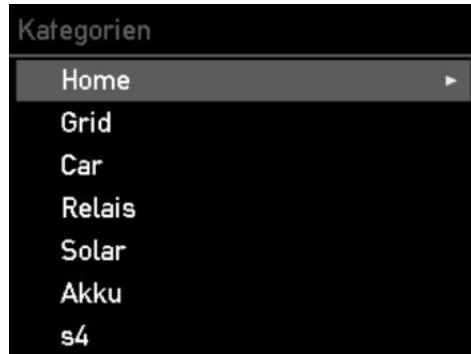 Kategorien
Home
Grid
Car
Relais
Solar
Akku
s4